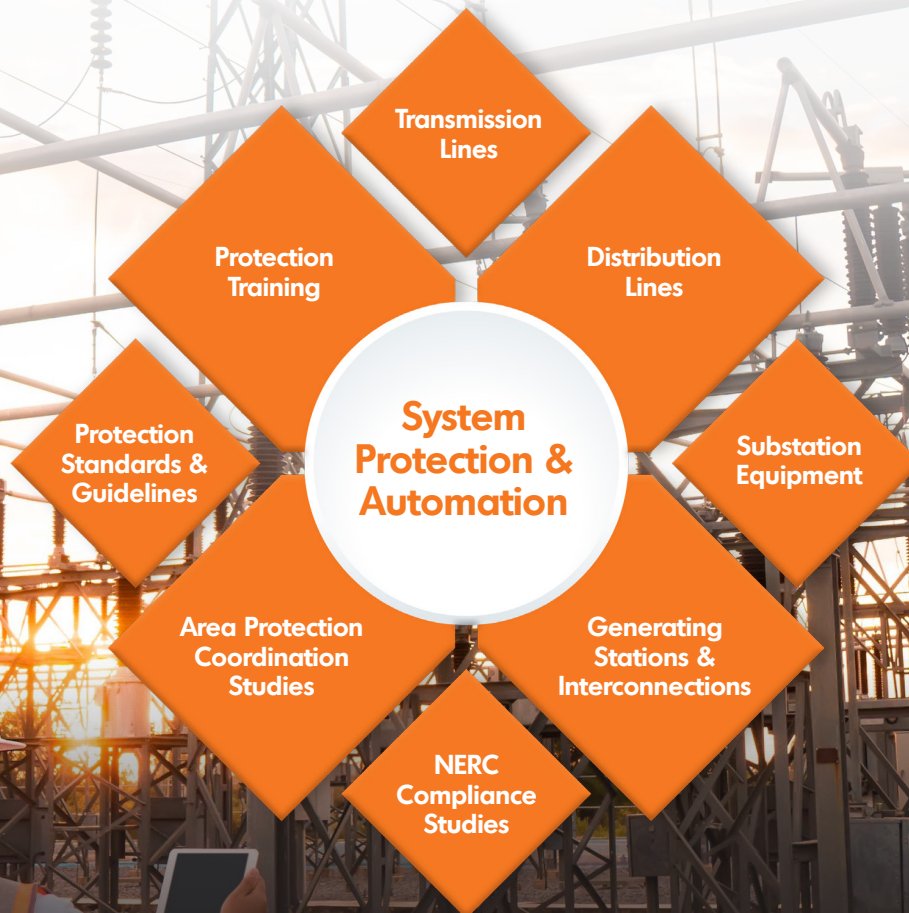 Transmission
Lines
Protection
Training
Distribution
Lines
Protection
Standards &
Guidelines
System
Protection &
Automation
Substation
Equipment
Area Protection
Coordination
Studies
Generating
Stations &
Interconnections
NERC
Compliance
Studies